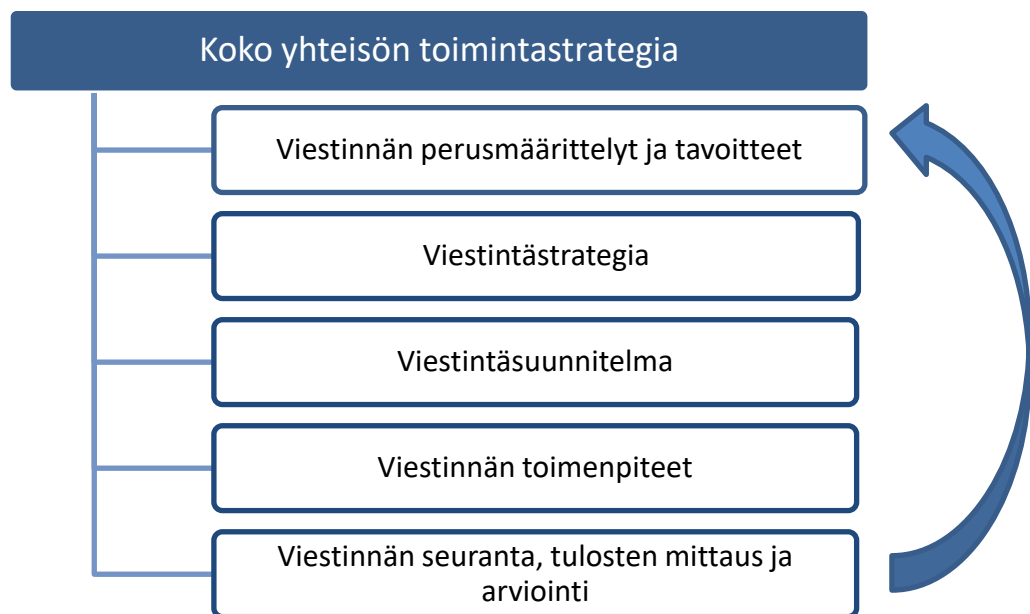 Koko yhteisön toimintastrategia
Viestinnän perusmäärittelyt ja tavoitteet
Viestintästrategia
Viestintäsuunnitelma
Viestinnän toimenpiteet
Viestinnän seuranta, tulosten mittaus ja
arviointi